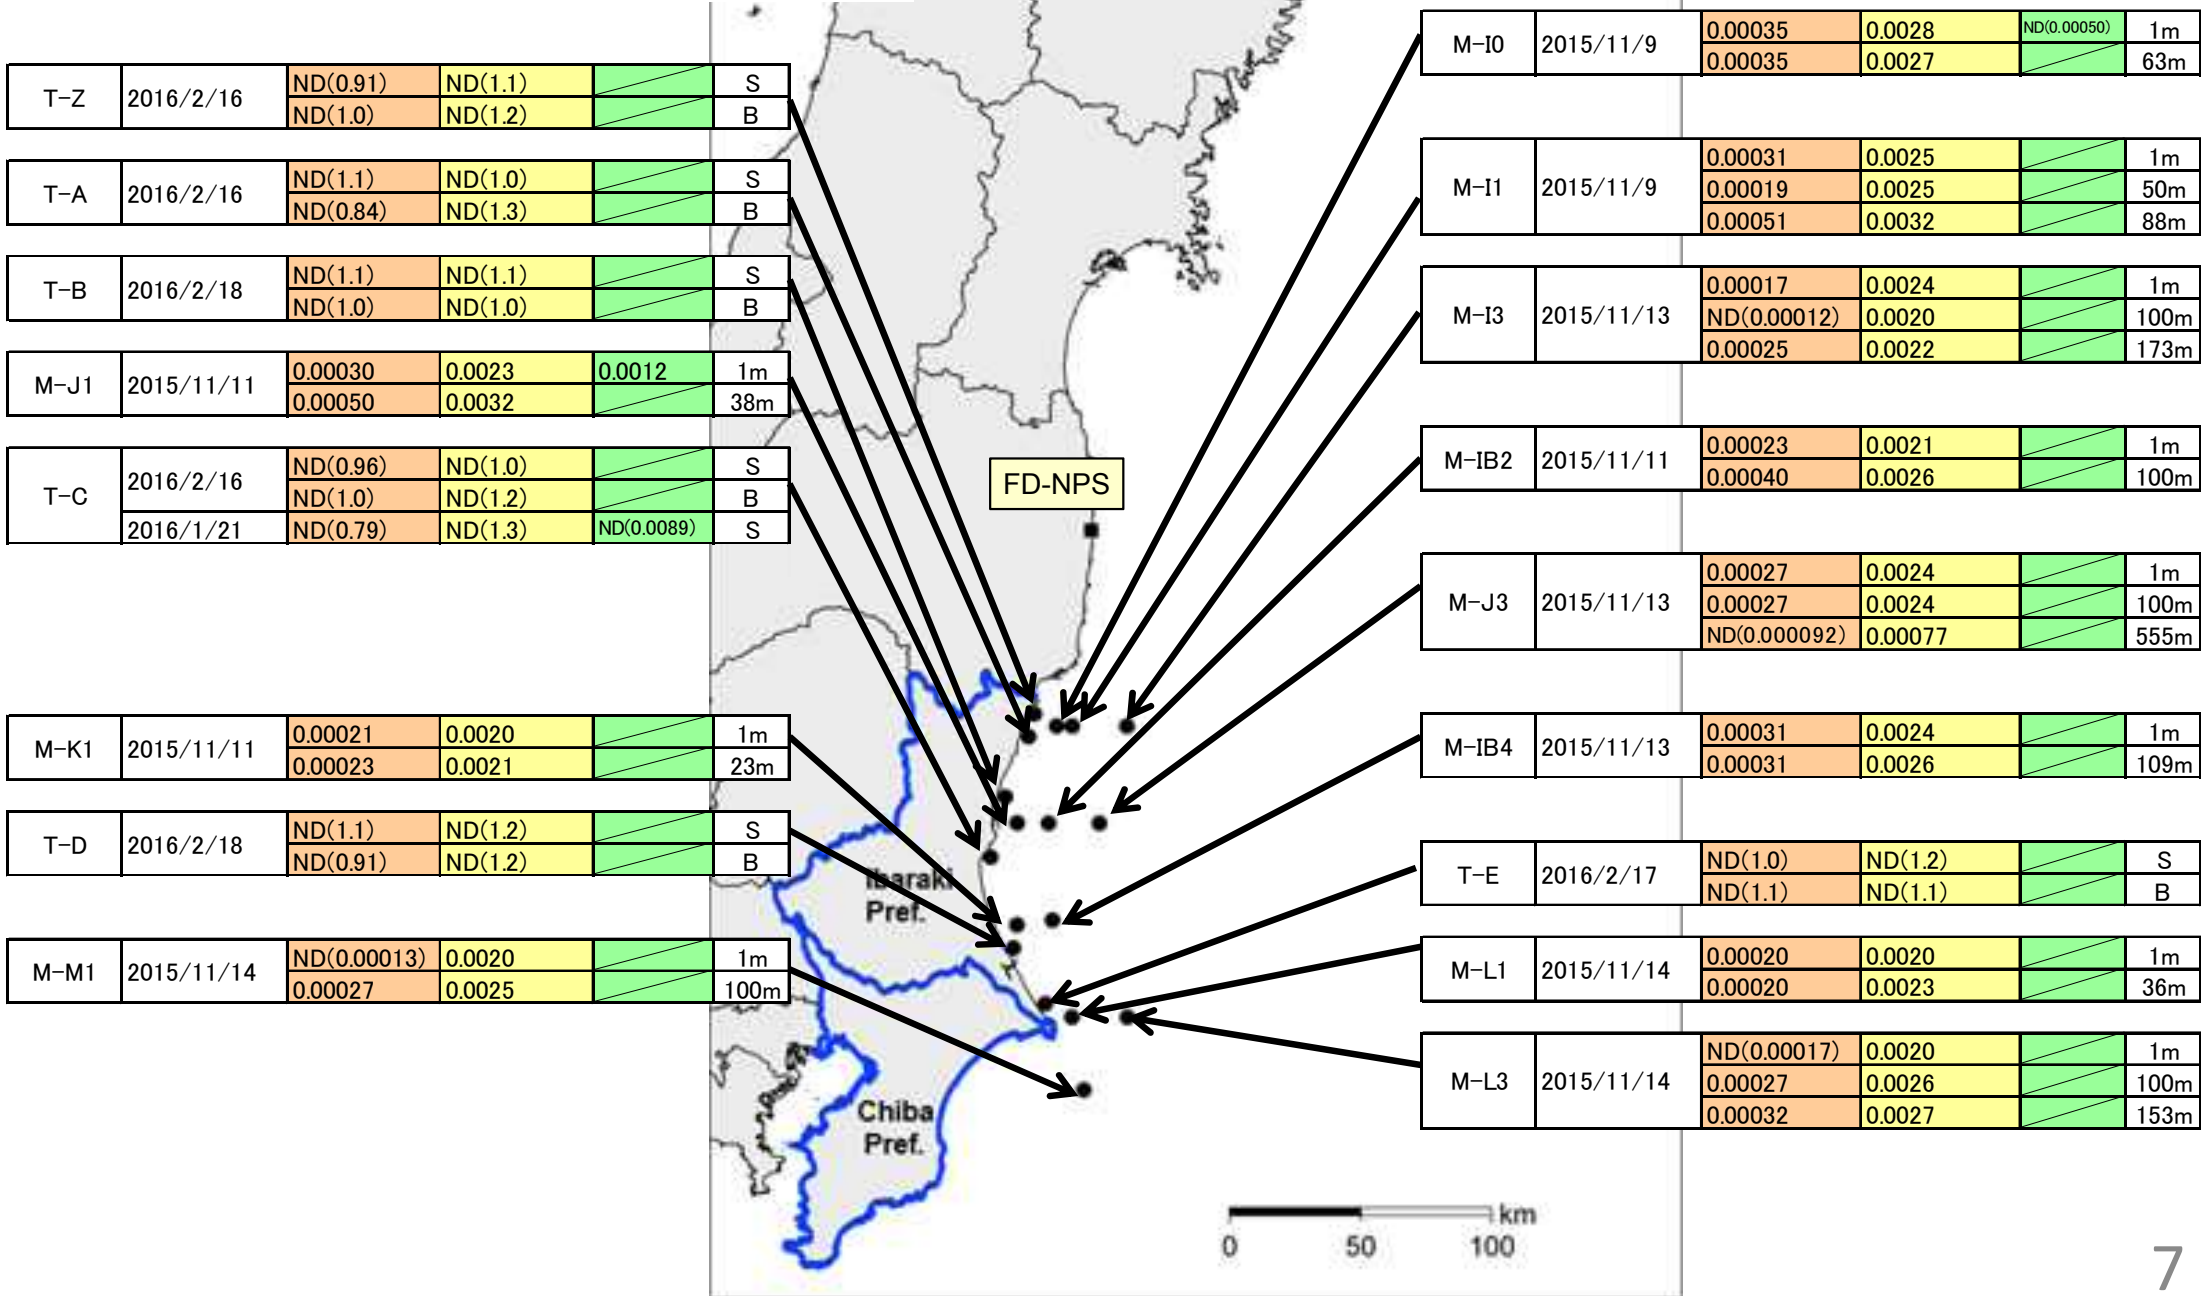 T-Z 2016/2/16 ND(0.91) ND(1.1) S
ND(1.0) ND(1.2) B
T-A 2016/2/16 ND(1.1) ND(1.0) S
ND(0.84) ND(1.3) B
T-B 2016/2/18 ND(1.1) ND(1.1) S
ND(1.0) ND(1.0) B
M-J1 2015/11/11 0.00030 0.0023 0.0012 1m
0.00050 0.0032 38m
T-C 2016/2/16 ND(0.96) ND(1.0) S
ND(1.0) ND(1.2) B
2016/1/21 ND(0.79) ND(1.3) ND(0.0089) S
M-K1 2015/11/11 0.00021 0.0020 1m
0.00023 0.0021 23m
T-D 2016/2/18 ND(1.1) ND(1.2) S
ND(0.91) ND(1.2) B
M-M1 2015/11/14 ND(0.00013) 0.0020 1m
0.00027 0.0025 100m
FD-NPS
Ibaraki
Pref.
Chiba
Pref.
km
0 50 100
M-I0 2015/11/9 0.00035 0.0028 ND(0.00050) 1m
0.00035 0.0027 63m
M-I1 2015/11/9 0.00031 0.0025 1m
0.00019 0.0025 50m
0.00051 0.0032 88m
M-I3 2015/11/13 0.00017 0.0024 1m
ND(0.00012) 0.0020 100m
0.00025 0.0022 173m
M-IB2 2015/11/11 0.00023 0.0021 1m
0.00040 0.0026 100m
M-J3 2015/11/13 0.00027 0.0024 1m
0.00027 0.0024 100m
ND(0.000092) 0.00077 555m
M-IB4 2015/11/13 0.00031 0.0024 1m
0.00031 0.0026 109m
T-E 2016/2/17 ND(1.0) ND(1.2) S
ND(1.1) ND(1.1) B
M-L1 2015/11/14 0.00020 0.0020 1m
0.00020 0.0023 36m
M-L3 2015/11/14 ND(0.00017) 0.0020 1m
0.00027 0.0026 100m
0.00032 0.0027 153m
7